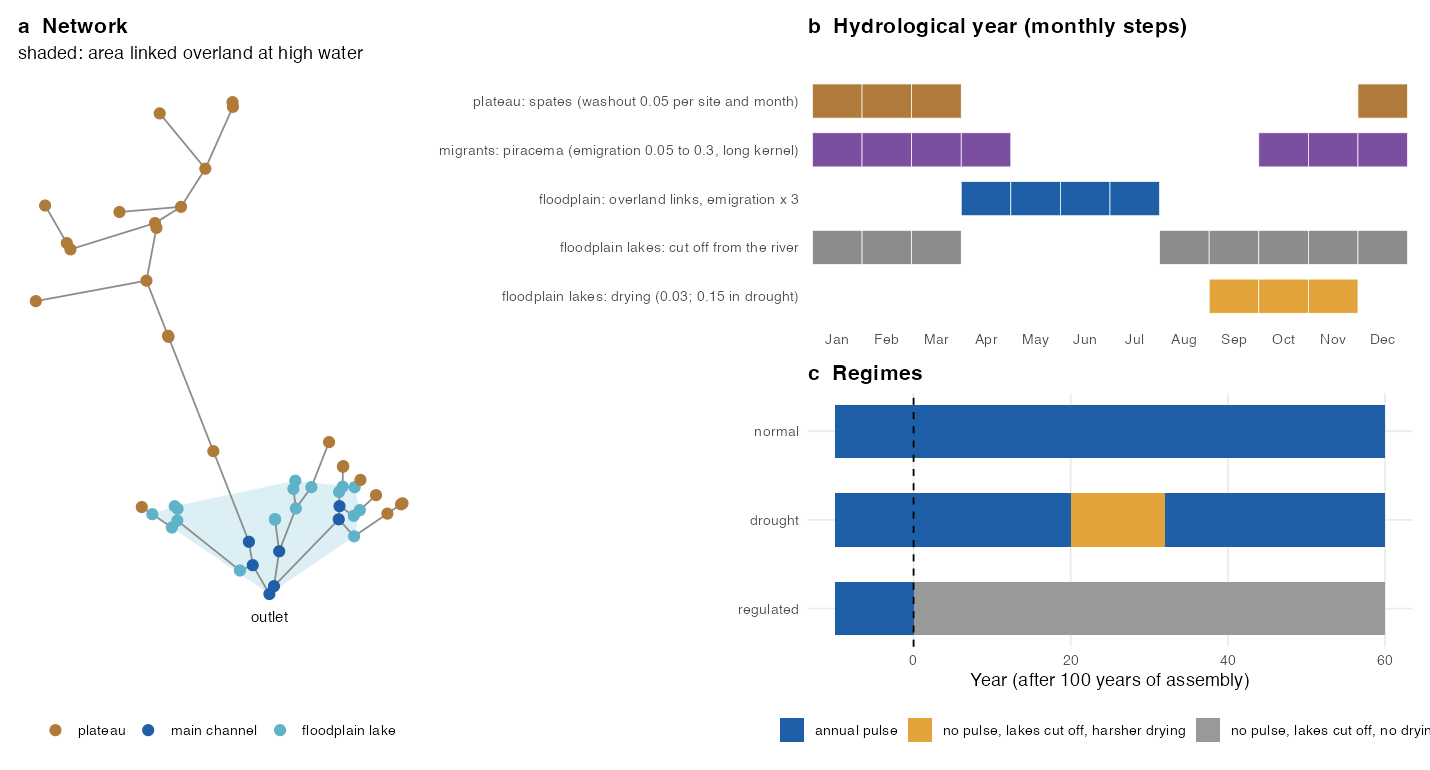 a Network
shaded: area linked overland at high water
outlet
plateau
main channel
floodplain lake
b Hydrological year (monthly steps)
plateau: spates (washout 0.05 per site and month)
migrants: piracema (emigration 0.05 to 0.3, long kernel)
floodplain: overland links, emigration x 3
floodplain lakes: cut off from the river
floodplain lakes: drying (0.03; 0.15 in drought)
Jan Feb Mar Apr May Jun Jul Aug Sep Oct Nov Dec
c Regimes
normal
drought
regulated
0 20 40 60
Year (after 100 years of assembly)
annual pulse
no pulse, lakes cut off, harsher drying
no pulse, lakes cut off, no dryin